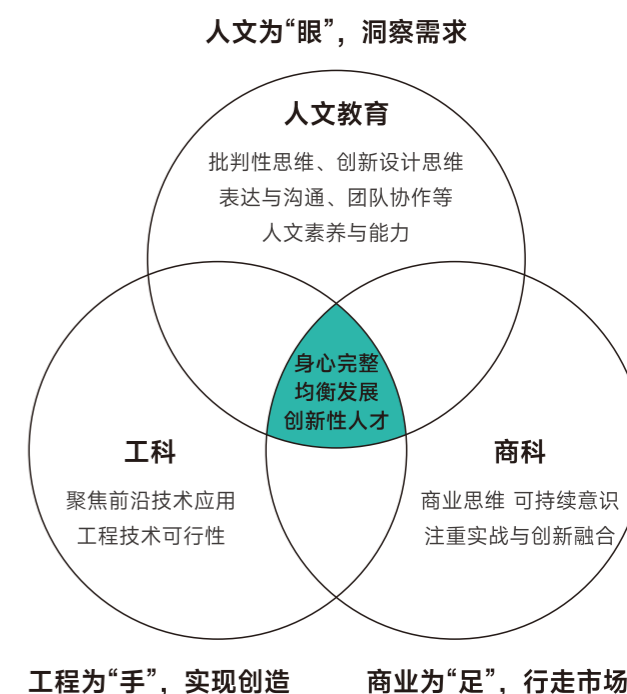 人文为“眼”，洞察需求
人文教育
批判性思维、创新设计思维
表达与沟通、团队协作等
人文素养与能力
身心完整
均衡发展
创新性人才
工科
聚焦前沿技术应用
工程技术可行性
商科
商业思维 可持续意识
注重实战与创新融合
工程为“手”，实现创造
商业为“足”，行走市场